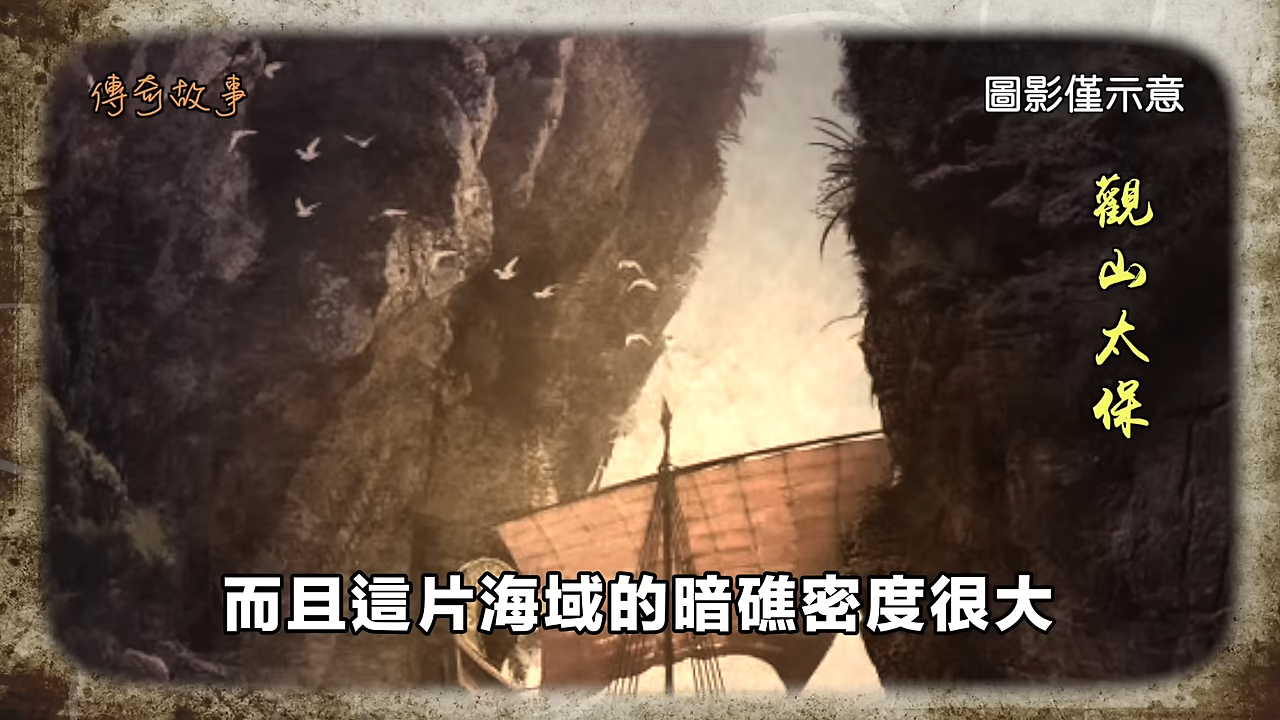 傳奇故事
圖影僅示意
觀山太保
而且這片海域的暗礁密度很大